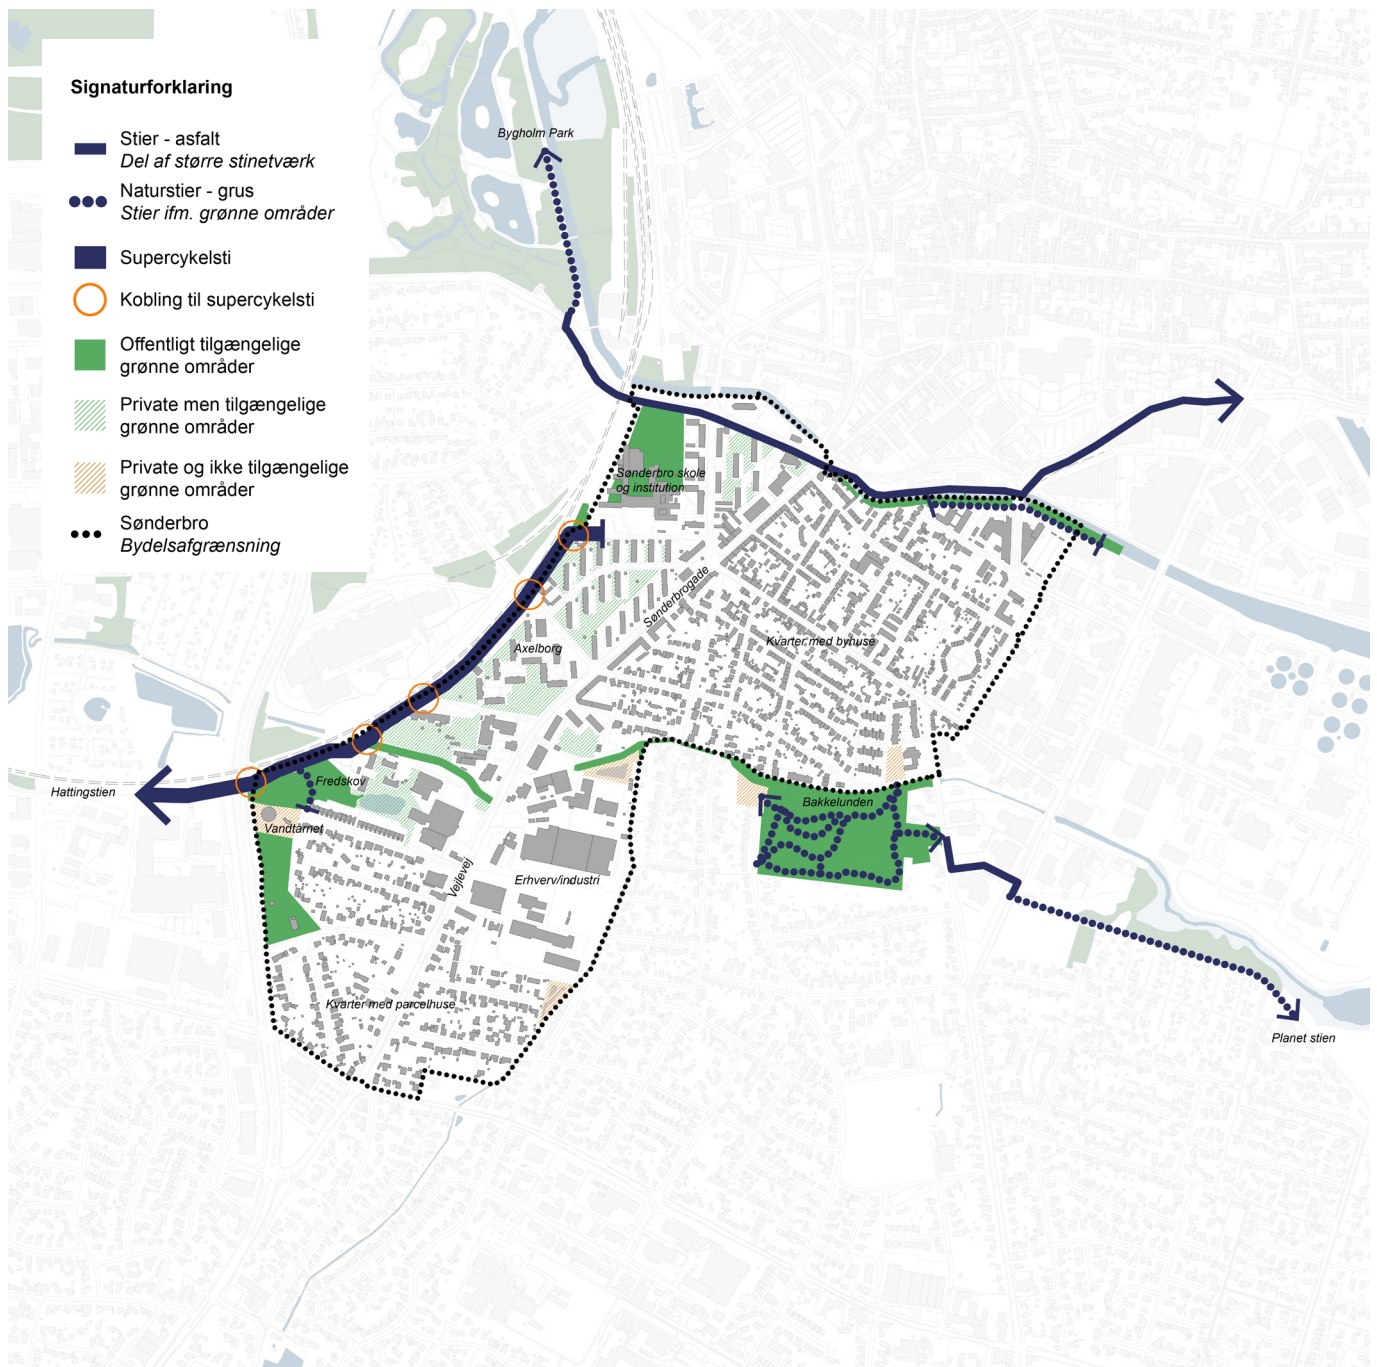 Signaturforklaring
Stier - asfalt
Del af større stinetværk
Naturstier - grus
Stier ifm. grønne områder
Supercykelsti
Kobling til supercykelsti
Offentligt tilgængelige
grønne områder
Private men tilgængelige
grønne områder
Private og ikke tilgængelige
grønne områder
Sønderbro
Bydelsafgrænsning
Bygholm Park
Sønderbro skole
og institution
Sønderbrogade
Kvarter med byhuse
Axelborg
Fredskov
Hattingstien
Bakkelunden
Vandtårnet
Vejlevej
Erhverv/industri
Kvarter med parcelhuse
Planet stien